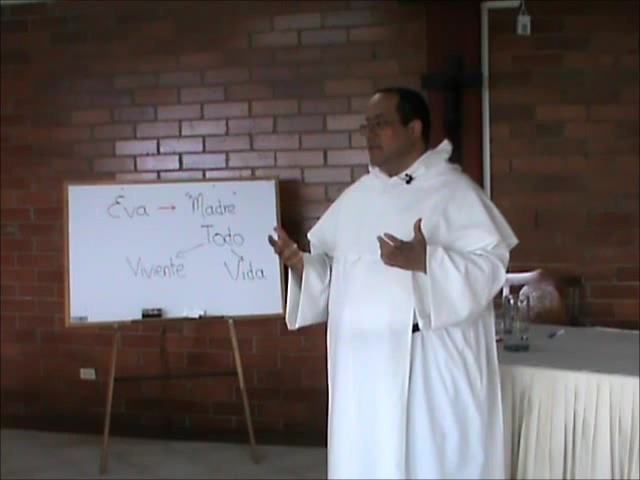 Eva → "Madre"
Todo
Viviente Vida